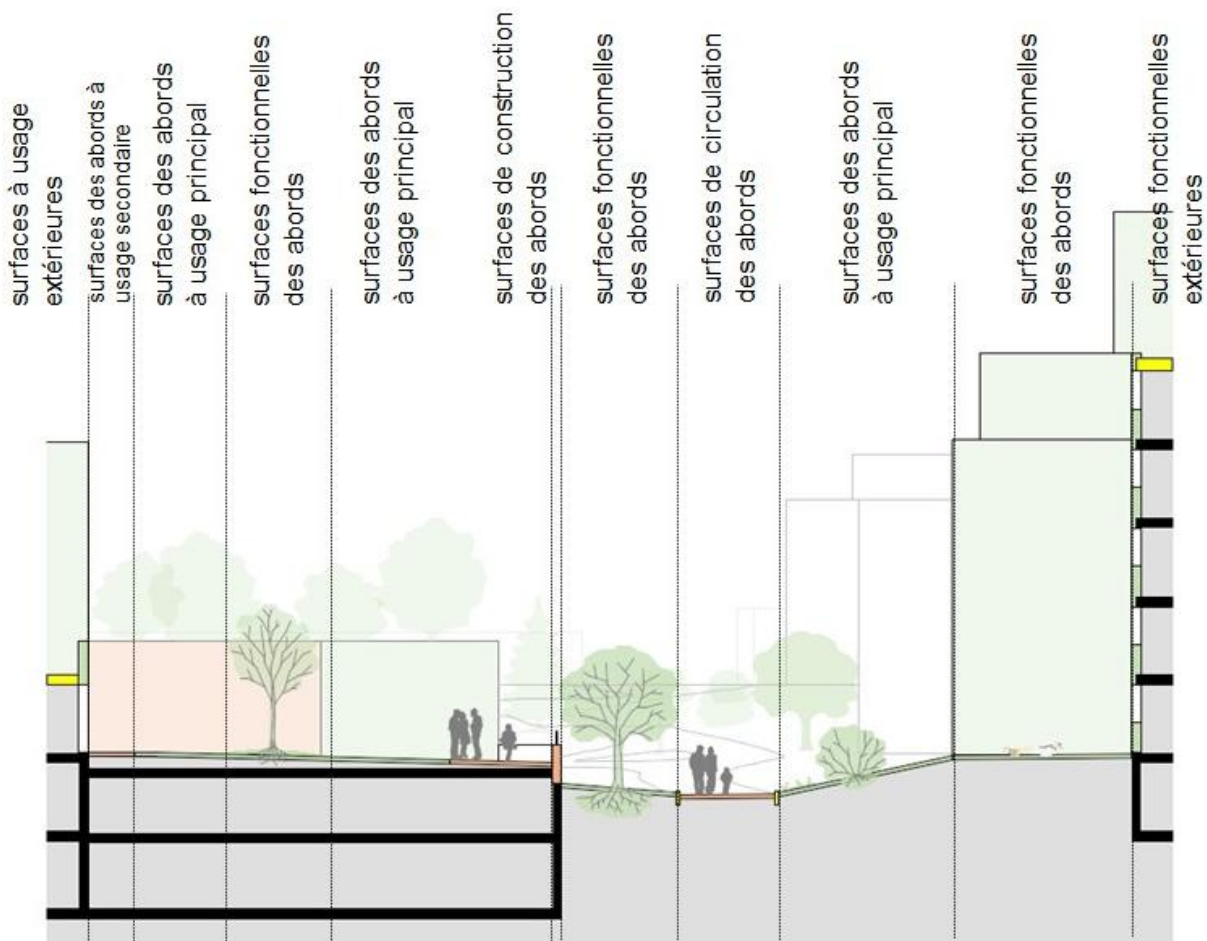 surfaces à usage
extérieures
surfaces des abords à
usage secondaire
surfaces des abords
à usage principal
surfaces fonctionnelles
des abords
surfaces des abords
à usage principal
surfaces de construction
des abords
surfaces fonctionnelles
des abords
surfaces de circulation
des abords
surfaces des abords
à usage principal
surfaces fonctionnelles
des abords
surfaces fonctionnelles
extérieures